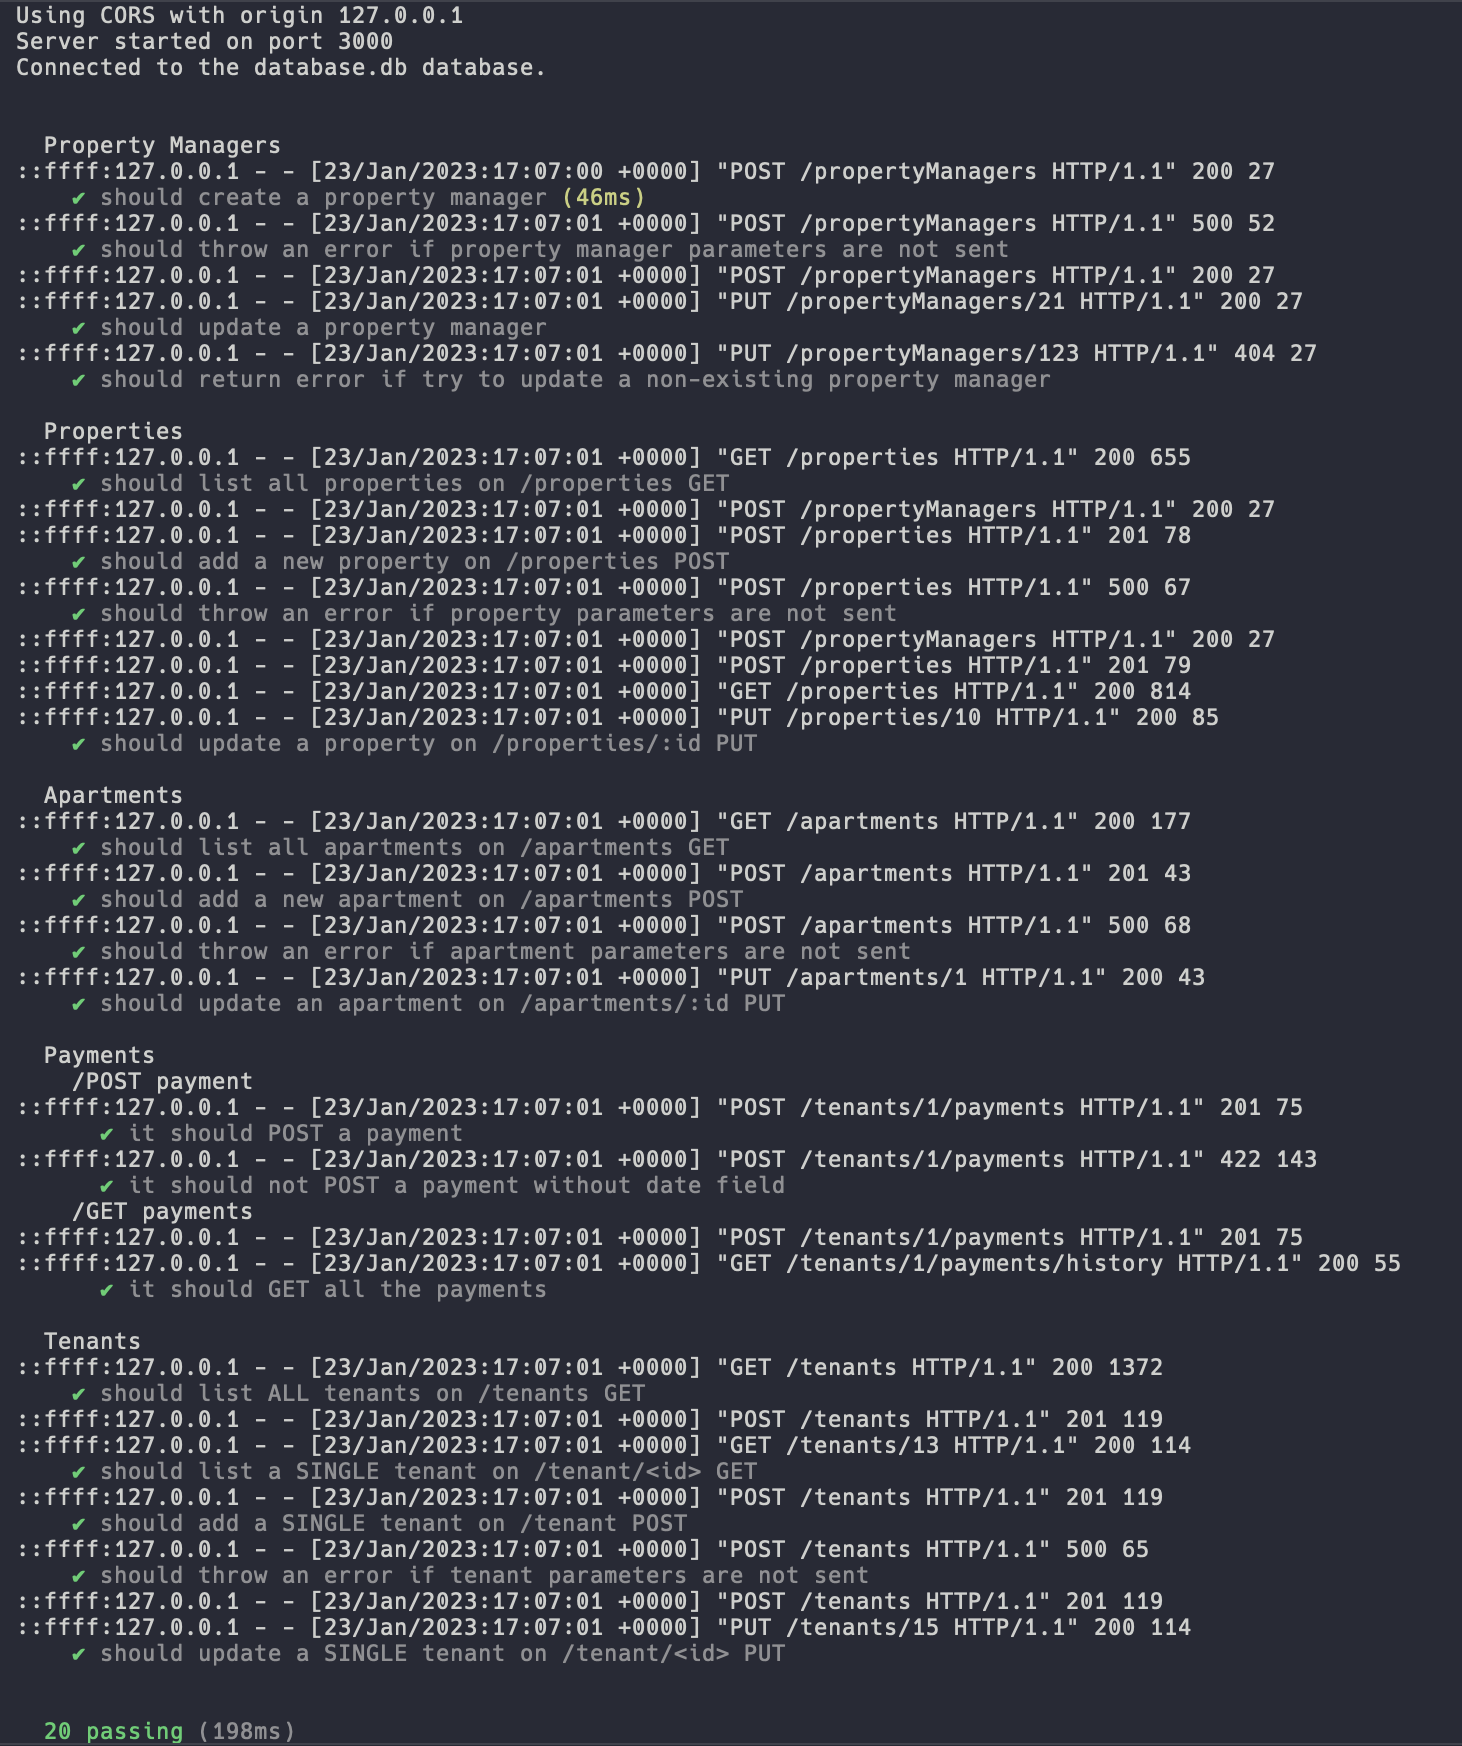 Using CORS with origin 127.0.0.1
Server started on port 3000
Connected to the database.db database.
Property Managers
::ffff:127.0.0.1 - - [23/Jan/2023:17:07:00 +0000] "POST /propertyManagers HTTP/1.1" 200 27
✔ should create a property manager (46ms)
::ffff:127.0.0.1 - - [23/Jan/2023:17:07:01 +0000] "POST /propertyManagers HTTP/1.1" 500 52
✔ should throw an error if property manager parameters are not sent
::ffff:127.0.0.1 - - [23/Jan/2023:17:07:01 +0000] "POST /propertyManagers HTTP/1.1" 200 27
::ffff:127.0.0.1 - - [23/Jan/2023:17:07:01 +0000] "PUT /propertyManagers/21 HTTP/1.1" 200 27
✔ should update a property manager
::ffff:127.0.0.1 - - [23/Jan/2023:17:07:01 +0000] "PUT /propertyManagers/123 HTTP/1.1" 404 27
✔ should return error if try to update a non-existing property manager
Properties
::ffff:127.0.0.1 - - [23/Jan/2023:17:07:01 +0000] "GET /properties HTTP/1.1" 200 655
✔ should list all properties on /properties GET
::ffff:127.0.0.1 - - [23/Jan/2023:17:07:01 +0000] "POST /propertyManagers HTTP/1.1" 200 27
::ffff:127.0.0.1 - - [23/Jan/2023:17:07:01 +0000] "POST /properties HTTP/1.1" 201 78
✔ should add a new property on /properties POST
::ffff:127.0.0.1 - - [23/Jan/2023:17:07:01 +0000] "POST /properties HTTP/1.1" 500 67
✔ should throw an error if property parameters are not sent
::ffff:127.0.0.1 - - [23/Jan/2023:17:07:01 +0000] "POST /propertyManagers HTTP/1.1" 200 27
::ffff:127.0.0.1 - - [23/Jan/2023:17:07:01 +0000] "POST /properties HTTP/1.1" 201 79
::ffff:127.0.0.1 - - [23/Jan/2023:17:07:01 +0000] "GET /properties HTTP/1.1" 200 814
::ffff:127.0.0.1 - - [23/Jan/2023:17:07:01 +0000] "PUT /properties/10 HTTP/1.1" 200 85
✔ should update a property on /properties/:id PUT
Apartments
::ffff:127.0.0.1 - - [23/Jan/2023:17:07:01 +0000] "GET /apartments HTTP/1.1" 200 177
✔ should list all apartments on /apartments GET
::ffff:127.0.0.1 - - [23/Jan/2023:17:07:01 +0000] "POST /apartments HTTP/1.1" 201 43
✔ should add a new apartment on /apartments POST
::ffff:127.0.0.1 - - [23/Jan/2023:17:07:01 +0000] "POST /apartments HTTP/1.1" 500 68
✔ should throw an error if apartment parameters are not sent
::ffff:127.0.0.1 - - [23/Jan/2023:17:07:01 +0000] "PUT /apartments/1 HTTP/1.1" 200 43
✔ should update an apartment on /apartments/:id PUT
Payments
/POST payment
::ffff:127.0.0.1 - - [23/Jan/2023:17:07:01 +0000] "POST /tenants/1/payments HTTP/1.1" 201 75
✔ it should POST a payment
::ffff:127.0.0.1 - - [23/Jan/2023:17:07:01 +0000] "POST /tenants/1/payments HTTP/1.1" 422 143
✔ it should not POST a payment without date field
/GET payments
::ffff:127.0.0.1 - - [23/Jan/2023:17:07:01 +0000] "POST /tenants/1/payments HTTP/1.1" 201 75
::ffff:127.0.0.1 - - [23/Jan/2023:17:07:01 +0000] "GET /tenants/1/payments/history HTTP/1.1" 200 55
✔ it should GET all the payments
Tenants
::ffff:127.0.0.1 - - [23/Jan/2023:17:07:01 +0000] "GET /tenants HTTP/1.1" 200 1372
✔ should list ALL tenants on /tenants GET
::ffff:127.0.0.1 - - [23/Jan/2023:17:07:01 +0000] "POST /tenants HTTP/1.1" 201 119
::ffff:127.0.0.1 - - [23/Jan/2023:17:07:01 +0000] "GET /tenants/13 HTTP/1.1" 200 114
✔ should list a SINGLE tenant on /tenant/<id> GET
::ffff:127.0.0.1 - - [23/Jan/2023:17:07:01 +0000] "POST /tenants HTTP/1.1" 201 119
✔ should add a SINGLE tenant on /tenant POST
::ffff:127.0.0.1 - - [23/Jan/2023:17:07:01 +0000] "POST /tenants HTTP/1.1" 500 65
✔ should throw an error if tenant parameters are not sent
::ffff:127.0.0.1 - - [23/Jan/2023:17:07:01 +0000] "POST /tenants HTTP/1.1" 201 119
::ffff:127.0.0.1 - - [23/Jan/2023:17:07:01 +0000] "PUT /tenants/15 HTTP/1.1" 200 114
✔ should update a SINGLE tenant on /tenant/<id> PUT
20 passing (198ms)